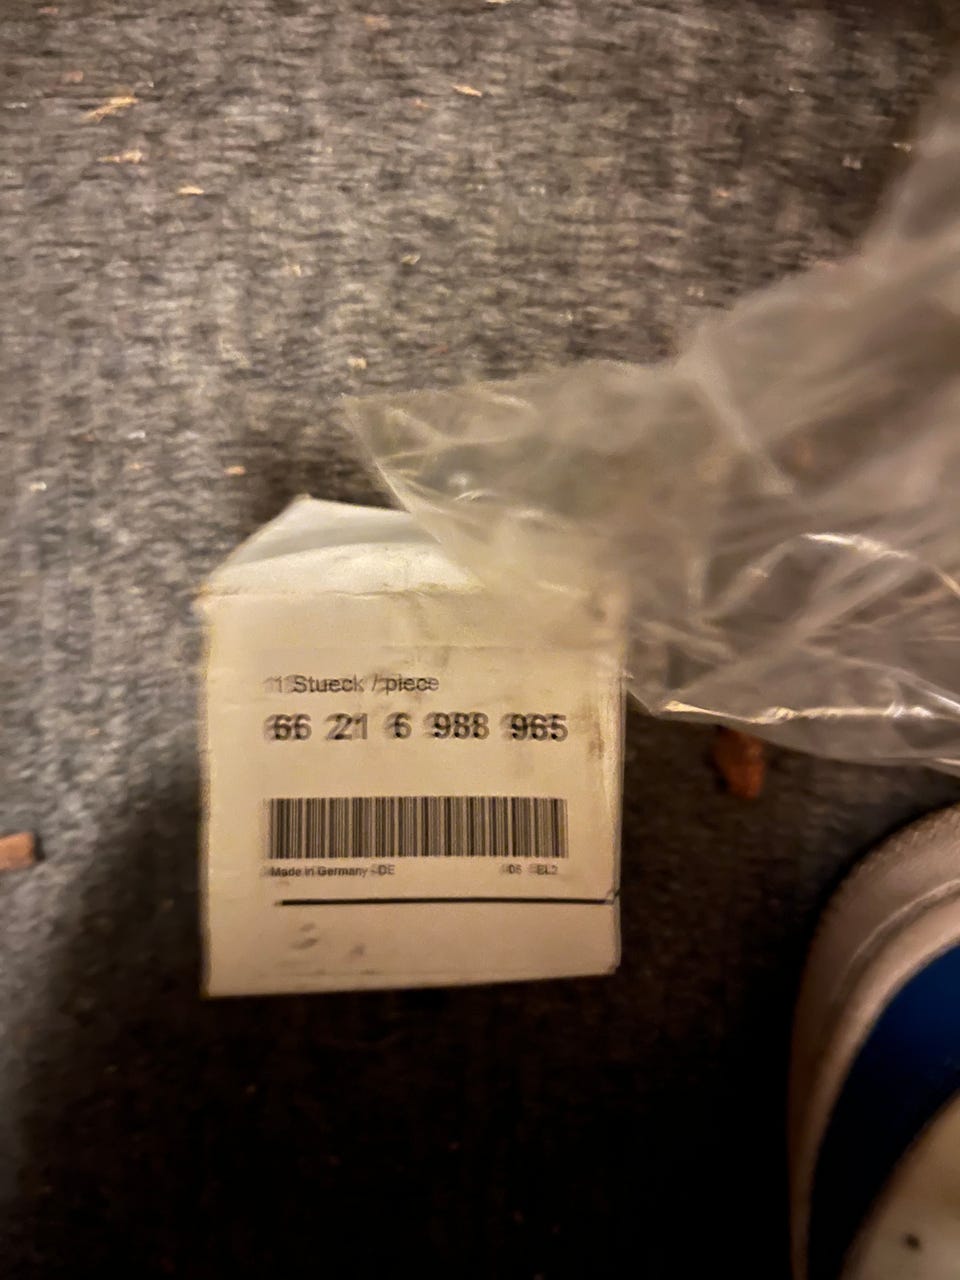 1 Stueck / piece
66 21 6 988 965
Made in Germany - DE